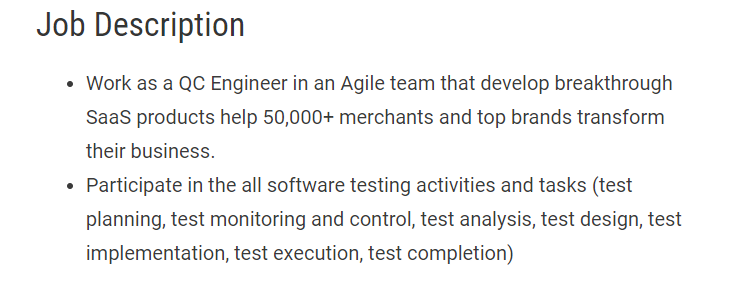 Job Description
• Work as a QC Engineer in an Agile team that develop breakthrough
SaaS products help 50,000+ merchants and top brands transform
their business.
• Participate in the all software testing activities and tasks (test
planning, test monitoring and control, test analysis, test design, test
implementation, test execution, test completion)